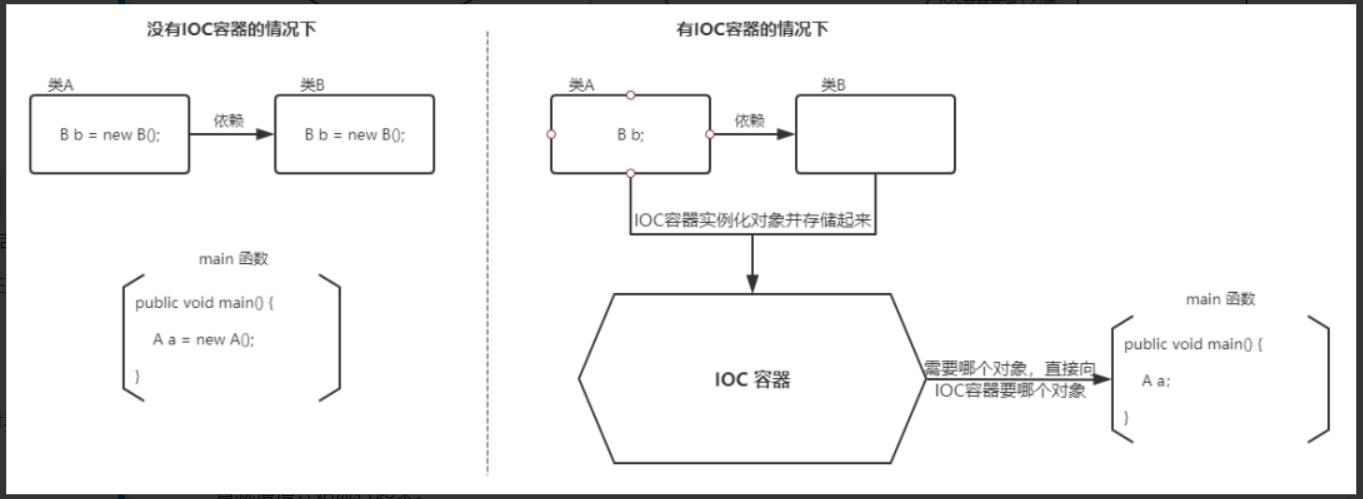 没有IOC容器的情况下
类A
类B
B b = new B();
依赖
B b = new B();
main 函数
public void main() {
A a = new A();
}
有IOC容器的情况下
类A
类B
B b;
依赖
IOC容器实例化对象并存储起来
IOC 容器
需要哪个对象，直接向
IOC容器要哪个对象
main 函数
public void main() {
A a;
}